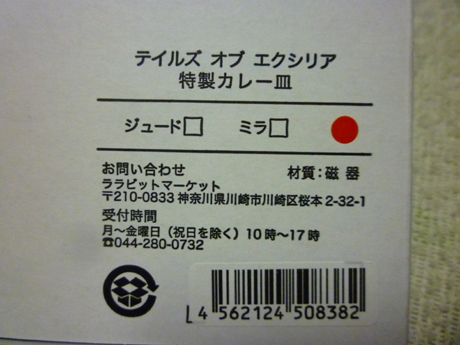 テイルズ オブ エクシリア
特製カレー皿
ジュード□ ミラ□
お問い合わせ 材質:磁 器
ララビットマーケット
〒210-0833 神奈川県川崎市川崎区桜本2-32-1
受付時間
月〜金曜日(祝日を除く)10時〜17時
☎044-280-0732
4 562124 508382